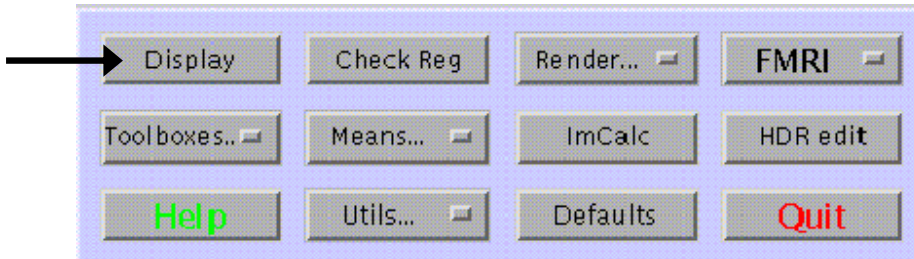 Display Check Reg Render... FMRI
Toolboxes.. Means... ImCalc HDR edit
Help Utils... Defaults Quit